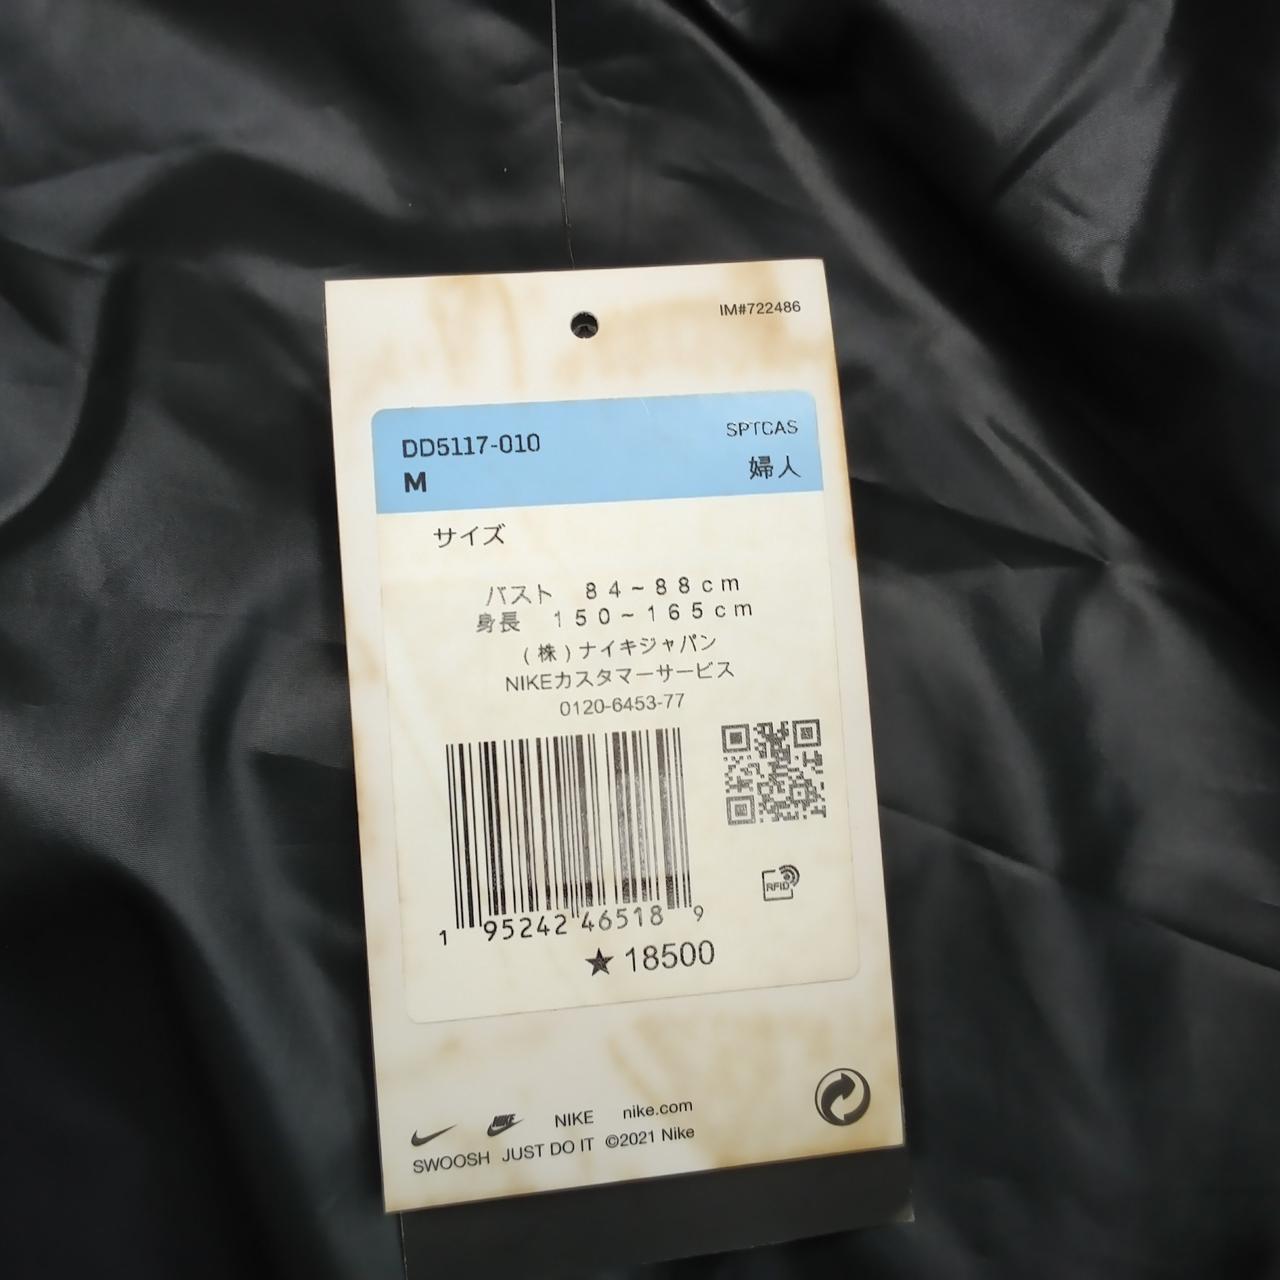 IM#722486
DD5117-010
SPTCAS
M
婦人
サイズ
バスト ８４~８８ｃｍ
身長 １５０~１６５ｃｍ
(株)ナイキジャパン
NIKEカスタマーサービス
0120-6453-77
RFID
1 95242 46518 9
★18500
NIKE
NIKE nike.com
SWOOSH JUST DO IT ©2021 Nike